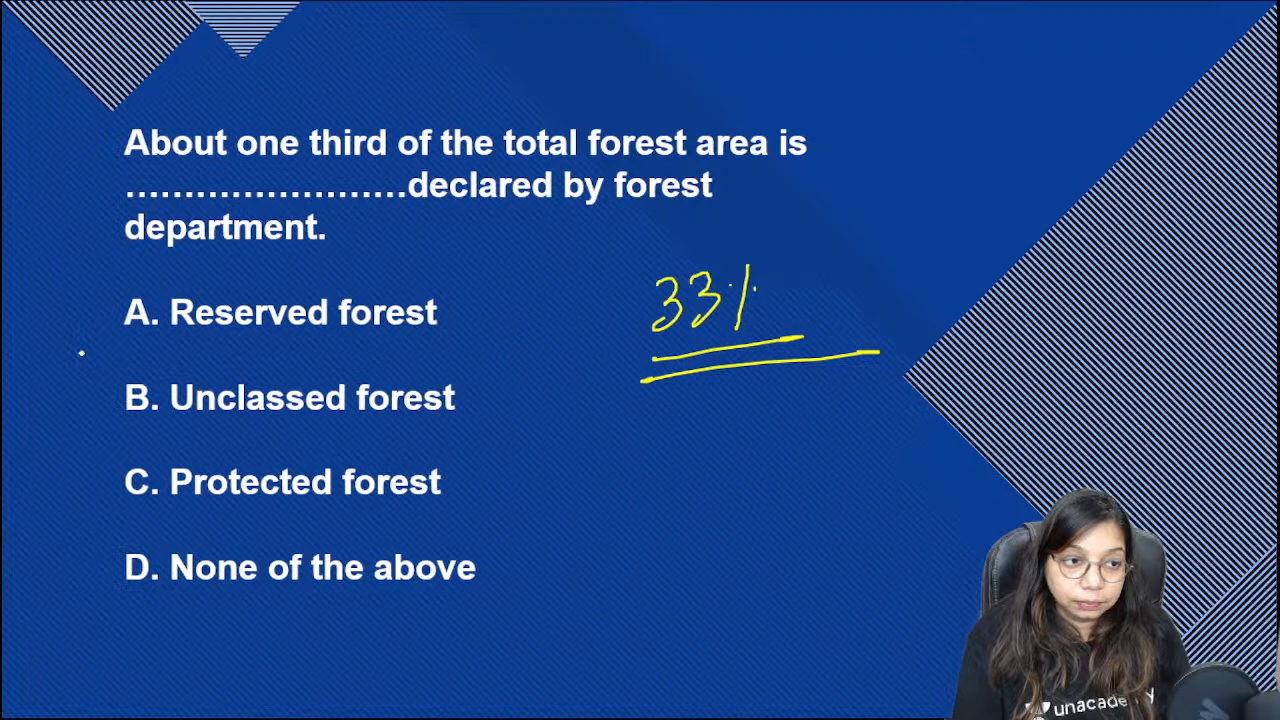 About one third of the total forest area is
……………………declared by forest
department.
33%
A. Reserved forest
B. Unclassed forest
C. Protected forest
D. None of the above
unacademy